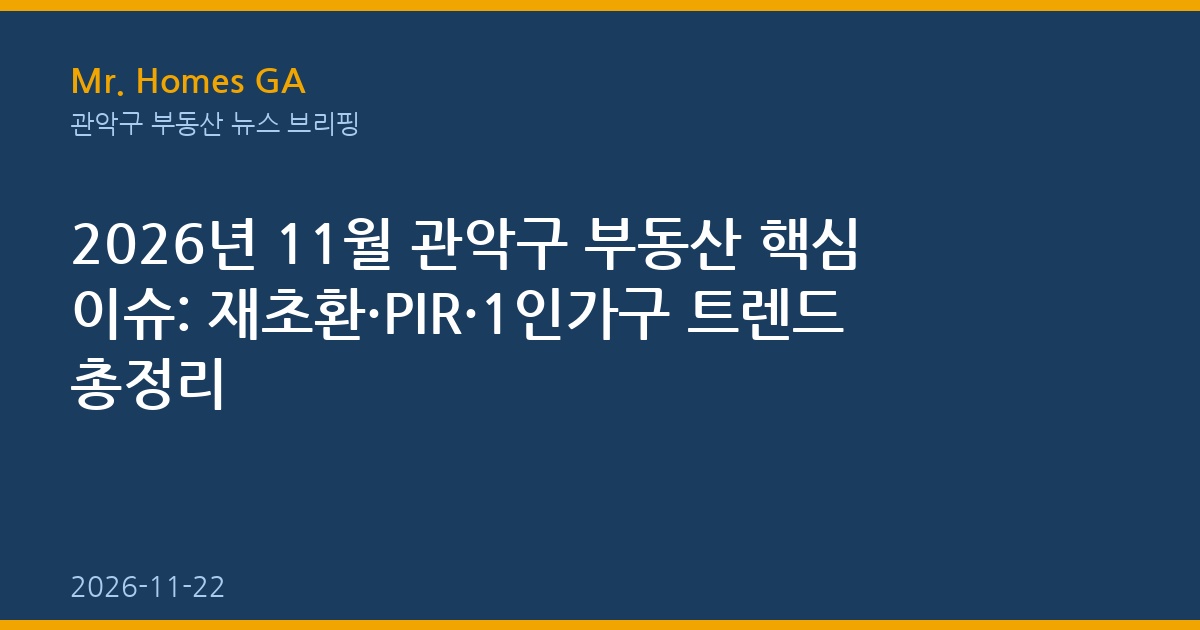 Mr. Homes GA
관악구 부동산 뉴스 브리핑
2026년 11월 관악구 부동산 핵심
이슈: 재초환·PIR·1인가구 트렌드
총정리
2026-11-22